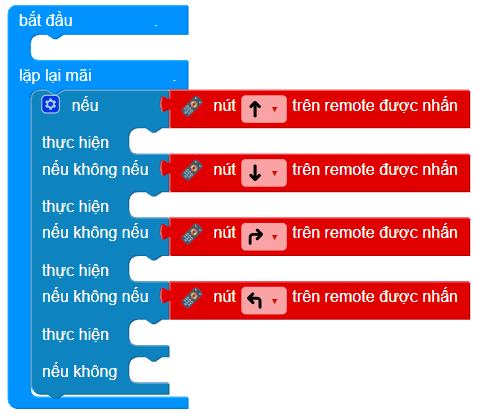 bắt đầu
lặp lại mãi
nếu nút trên remote được nhấn
thực hiện
nếu không nếu nút trên remote được nhấn
thực hiện
nếu không nếu nút trên remote được nhấn
thực hiện
nếu không nếu nút trên remote được nhấn
thực hiện
nếu không